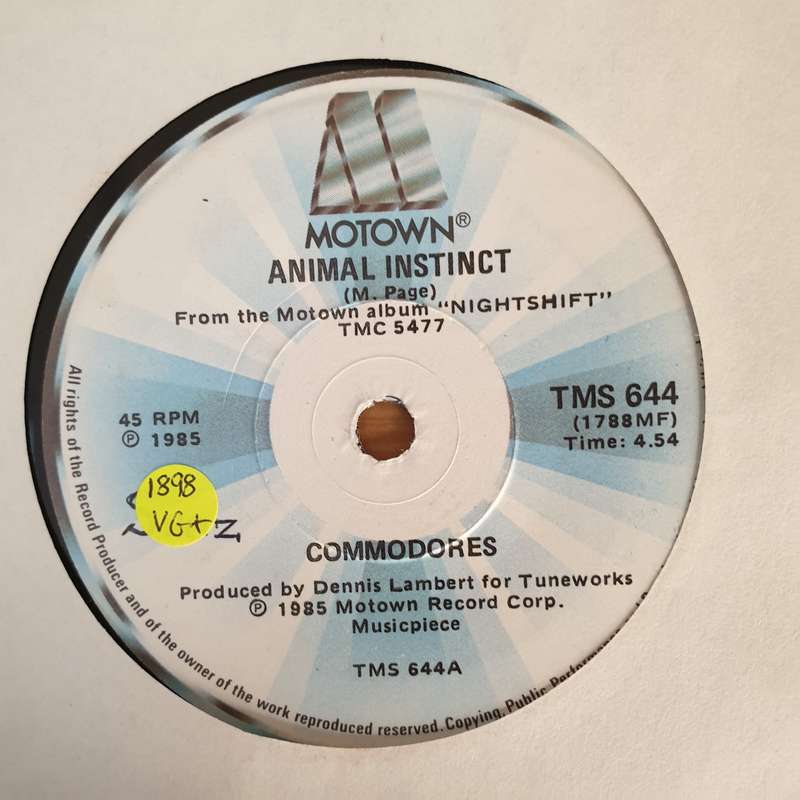 MOTOWN®
ANIMAL INSTINCT
(M. Page)
From the Motown album "NIGHTSHIFT"
TMC 5477
45 RPM
℗ 1985
TMS 644
(1788MF)
Time: 4.54
1898
VG+
COMMODORES
Produced by Dennis Lambert for Tuneworks
℗ 1985 Motown Record Corp.
Musicpiece
TMS 644A
All rights of the Record Producer and of the owner of the work reproduced reserved. Copying, Public